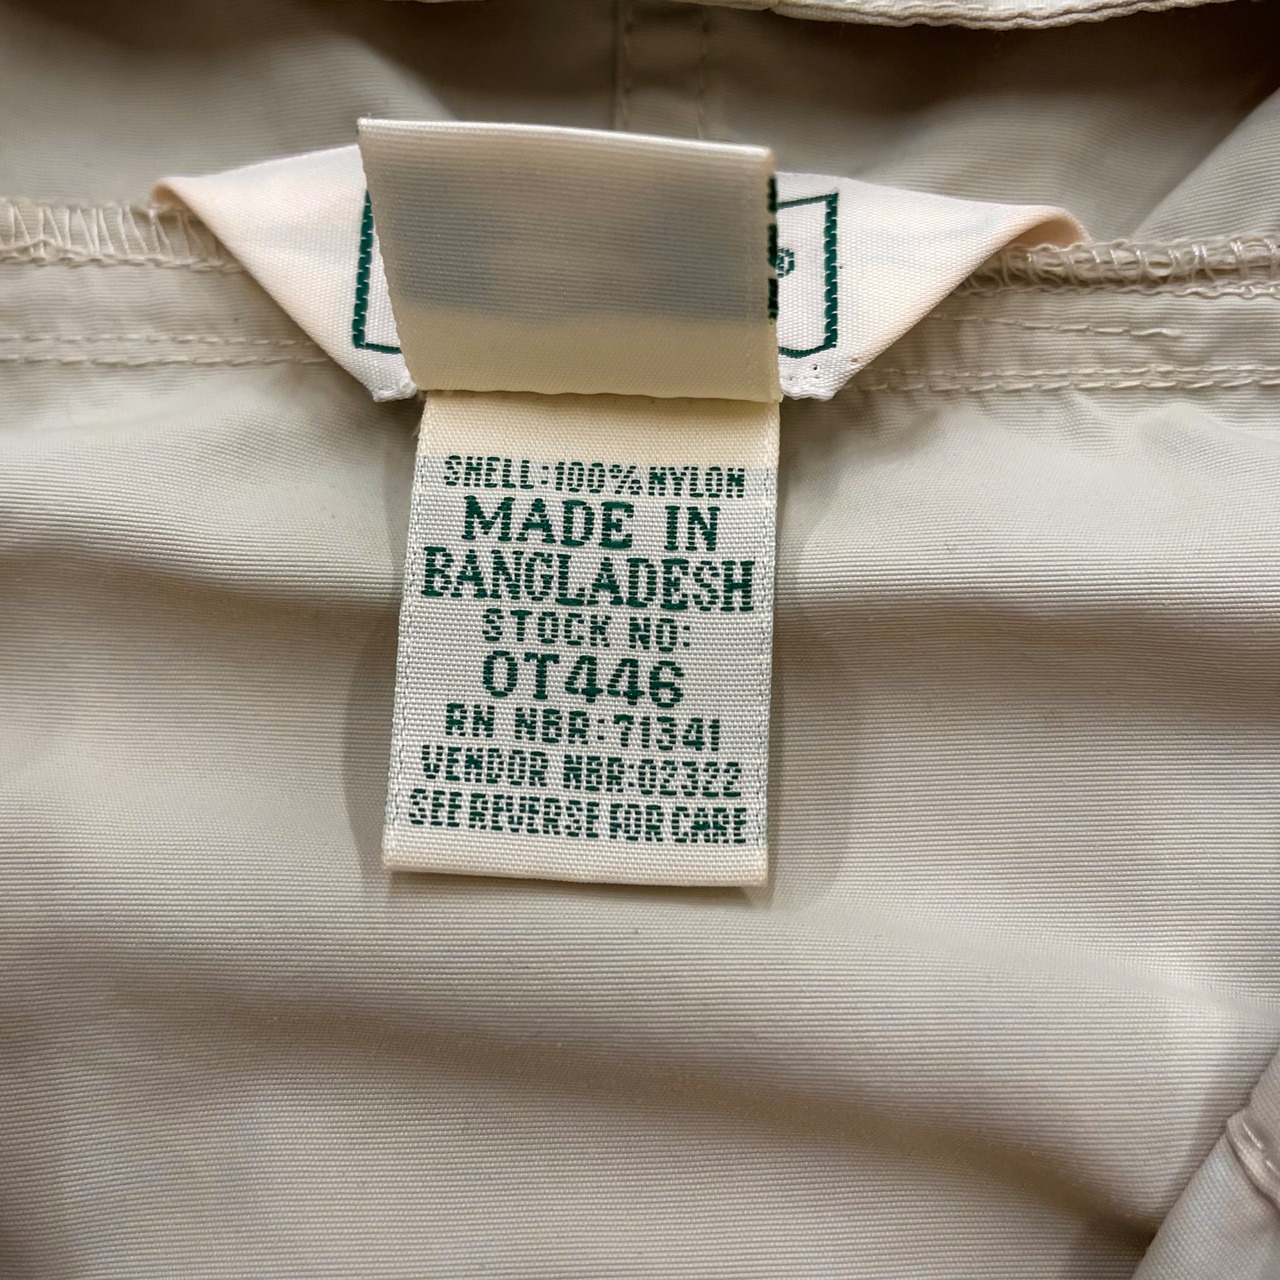 ®
SHELL:100% NYLON
MADE IN
BANGLADESH
STOCK NO:
0T446
RN NBR:71341
VENDOR NBR:02322
SEE REVERSE FOR CARE